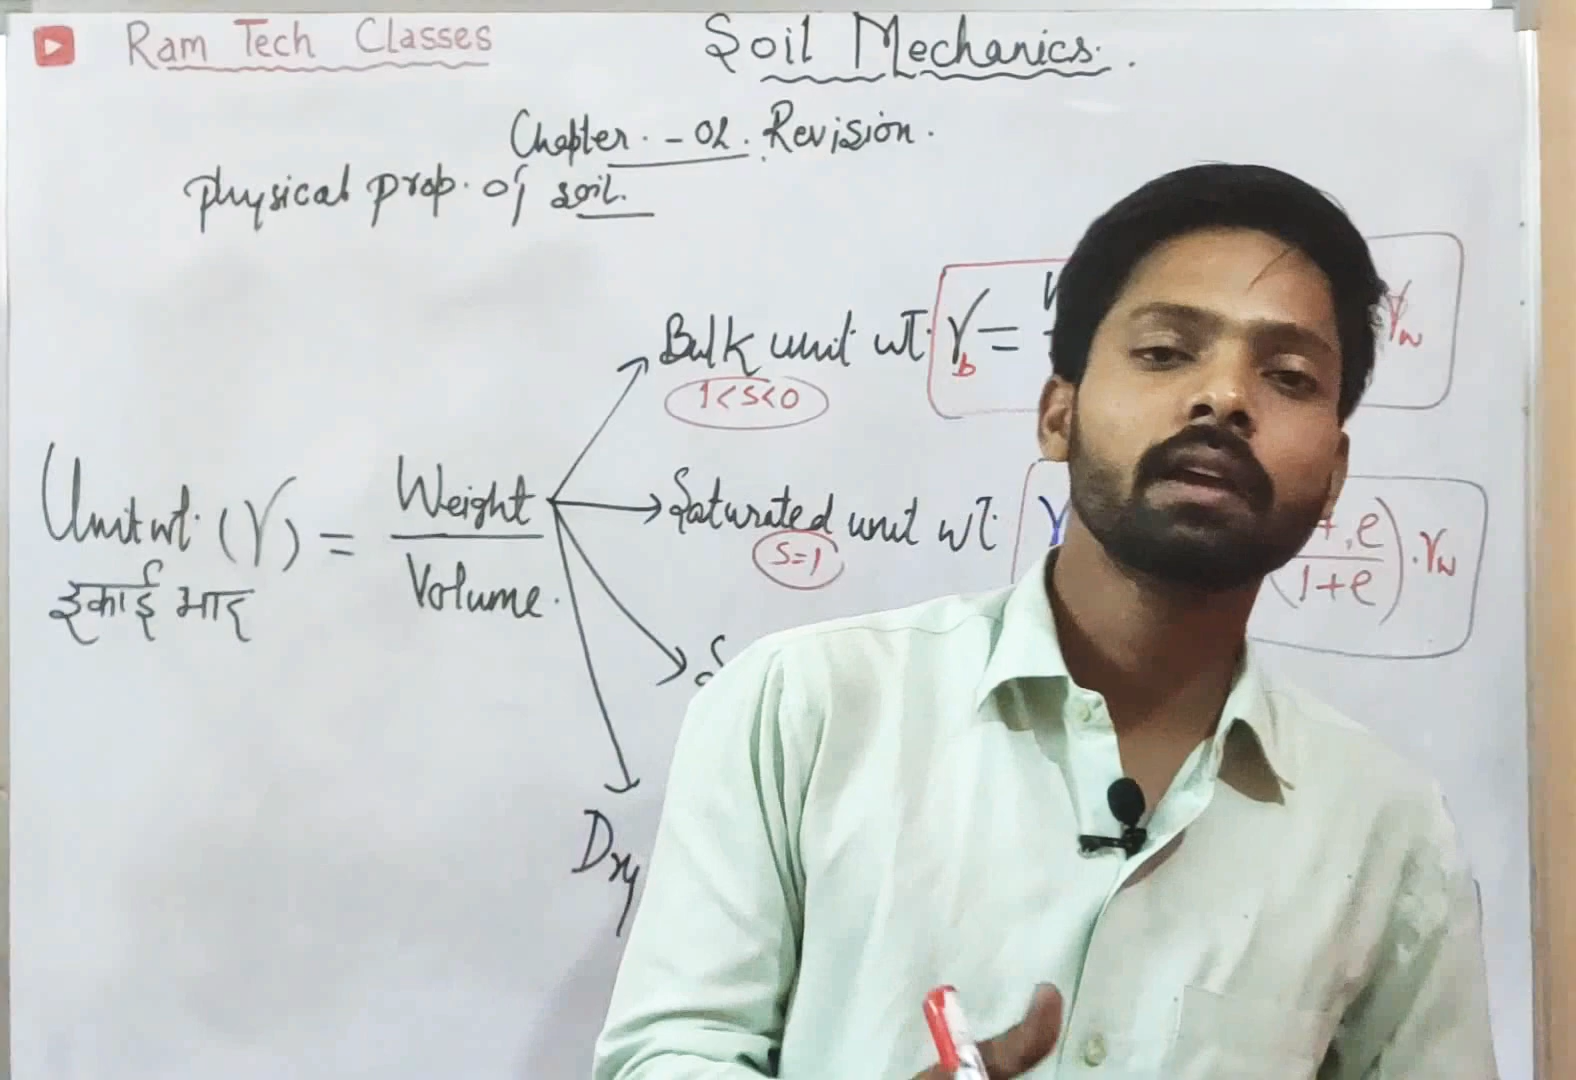 Ram Tech Classes
Soil Mechanics.
Chapter - 02. Revision.
Physical prop. of soil.
Bulk unit wt. γb =
γw
1<S<0
Unit wt. (γ) = Weight
Volume.
इकाई भार
Saturated unit wt. γ
+ e
1+e
) . γw
S=1
Dry